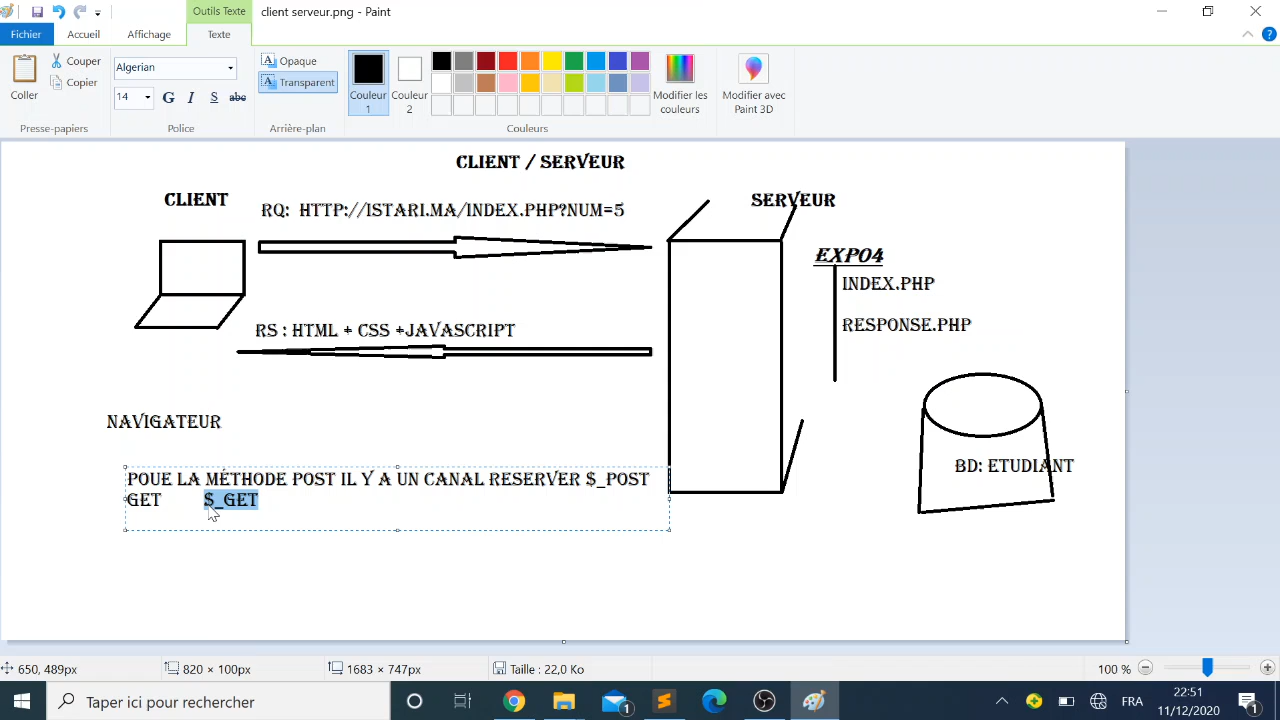 client serveur.png - Paint
Outils Texte
Fichier
Accueil
Affichage
Texte
Coller
Couper
Copier
Presse-papiers
Algerian
14
G I S abc
Police
Opaque
Transparent
Arrière-plan
Couleur
1
Couleur
2
Couleurs
Modifier les
couleurs
Modifier avec
Paint 3D
CLIENT / SERVEUR
CLIENT
SERVEUR
RQ: HTTP://ISTARI.MA/INDEX.PHP?NUM=5
EXPO4
INDEX.PHP
RESPONSE.PHP
RS : HTML + CSS +JAVASCRIPT
NAVIGATEUR
BD: ETUDIANT
POUE LA MÉTHODE POST IL Y A UN CANAL RESERVER $_POST
GET $_GET
650, 489px
820 × 100px
1683 × 747px
Taille : 22,0 Ko
100 %
Taper ici pour rechercher
1
FRA
22:51
11/12/2020
1